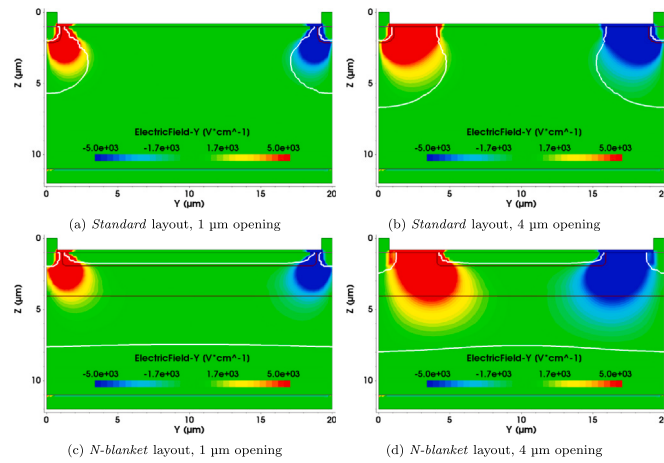 0
5
10
Z (µm)
ElectricField-Y (V*cm^-1)
-5.0e+03 -1.7e+03 1.7e+03 5.0e+03
0 5 10 15 20
Y (µm)
(a) Standard layout, 1 µm opening
0
5
10
Z (µm)
ElectricField-Y (V*cm^-1)
-5.0e+03 -1.7e+03 1.7e+03 5.0e+03
0 5 10 15 20
Y (µm)
(b) Standard layout, 4 µm opening
0
5
10
Z (µm)
ElectricField-Y (V*cm^-1)
-5.0e+03 -1.7e+03 1.7e+03 5.0e+03
0 5 10 15 20
Y (µm)
(c) N-blanket layout, 1 µm opening
0
5
10
Z (µm)
ElectricField-Y (V*cm^-1)
-5.0e+03 -1.7e+03 1.7e+03 5.0e+03
0 5 10 15 20
Y (µm)
(d) N-blanket layout, 4 µm opening